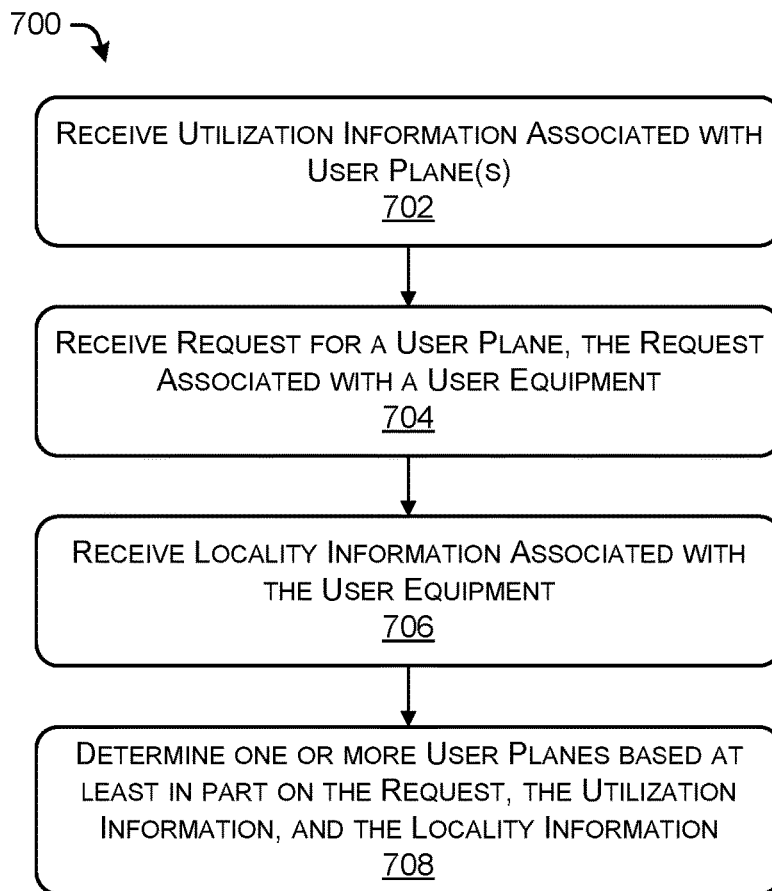 700
RECEIVE UTILIZATION INFORMATION ASSOCIATED WITH
USER PLANE(S)
702
RECEIVE REQUEST FOR A USER PLANE, THE REQUEST
ASSOCIATED WITH A USER EQUIPMENT
704
RECEIVE LOCALITY INFORMATION ASSOCIATED WITH
THE USER EQUIPMENT
706
DETERMINE ONE OR MORE USER PLANES BASED AT
LEAST IN PART ON THE REQUEST, THE UTILIZATION
INFORMATION, AND THE LOCALITY INFORMATION
708